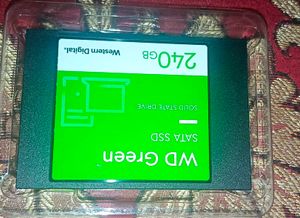 WD Green
SATA SSD
SOLID STATE DRIVE
240GB
Western Digital.